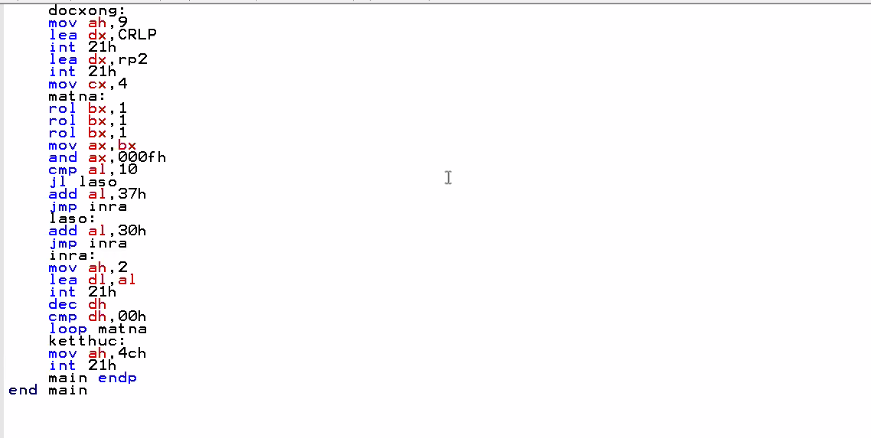 docxong:
mov ah,9
lea dx,CRLP
int 21h
lea dx,rp2
int 21h
mov cx,4
matna:
rol bx,1
rol bx,1
rol bx,1
mov ax,bx
and ax,000fh
cmp al,10
jl laso
add al,37h
jmp inra
laso:
add al,30h
jmp inra
inra:
mov ah,2
lea dl,al
int 21h
dec dh
cmp dh,00h
loop matna
ketthuc:
mov ah,4ch
int 21h
main endp
end main